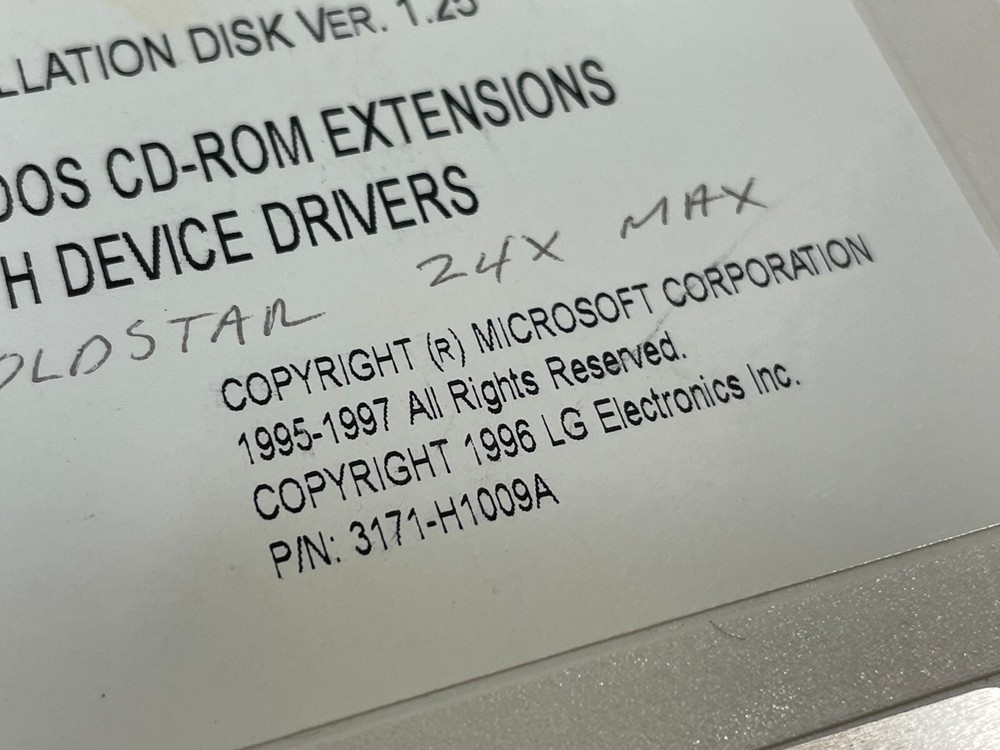 LLATION DISK VER. 1.25
DOS CD-ROM EXTENSIONS
H DEVICE DRIVERS
OLDSTAR 24X MAX
COPYRIGHT (R) MICROSOFT CORPORATION
1995-1997 All Rights Reserved.
COPYRIGHT 1996 LG Electronics Inc.
P/N: 3171-H1009A